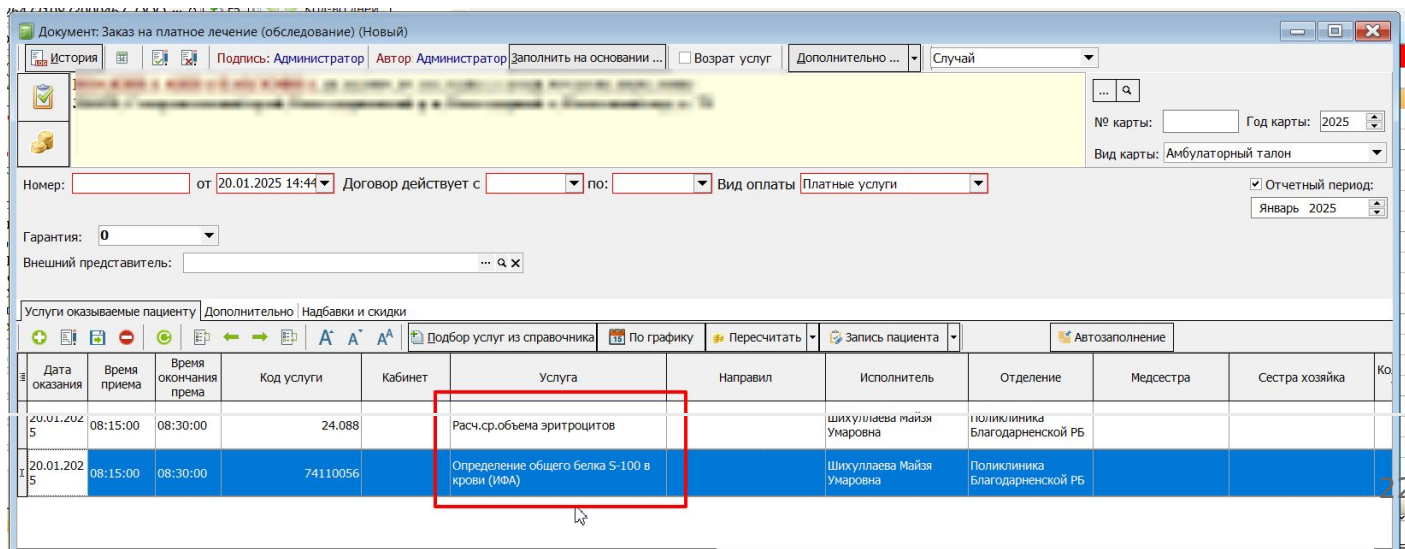 Документ: Заказ на платное лечение (обследование) (Новый)
История Подпись: Администратор Автор: Администратор Заполнить на основании ... Возрат услуг Дополнительно ... Случай
... 
№ карты: Год карты: 2025
Вид карты: Амбулаторный талон
Номер: от 20.01.2025 14:44 Договор действует с по: Вид оплаты Платные услуги Отчетный период:
Январь 2025
Гарантия: 0
Внешний представитель: ...
Услуги оказываемые пациенту Дополнительно Надбавки и скидки
Подбор услуг из справочника 15 По графику Пересчитать Запись пациента Автозаполнение
Дата оказания Время приема Время окончания према Код услуги Кабинет Услуга Направил Исполнитель Отделение Медсестра Сестра хозяйка
20.01.202 08:15:00 08:30:00 24.088 Расч.ср.объема эритроцитов Шихуллаева Майзя Поликлиника
5 Умаровна Благодарненской РБ
20.01.202 08:15:00 08:30:00 74110056 Определение общего белка S-100 в Шихуллаева Майзя Поликлиника
5 крови (ИФА) Умаровна Благодарненской РБ
22